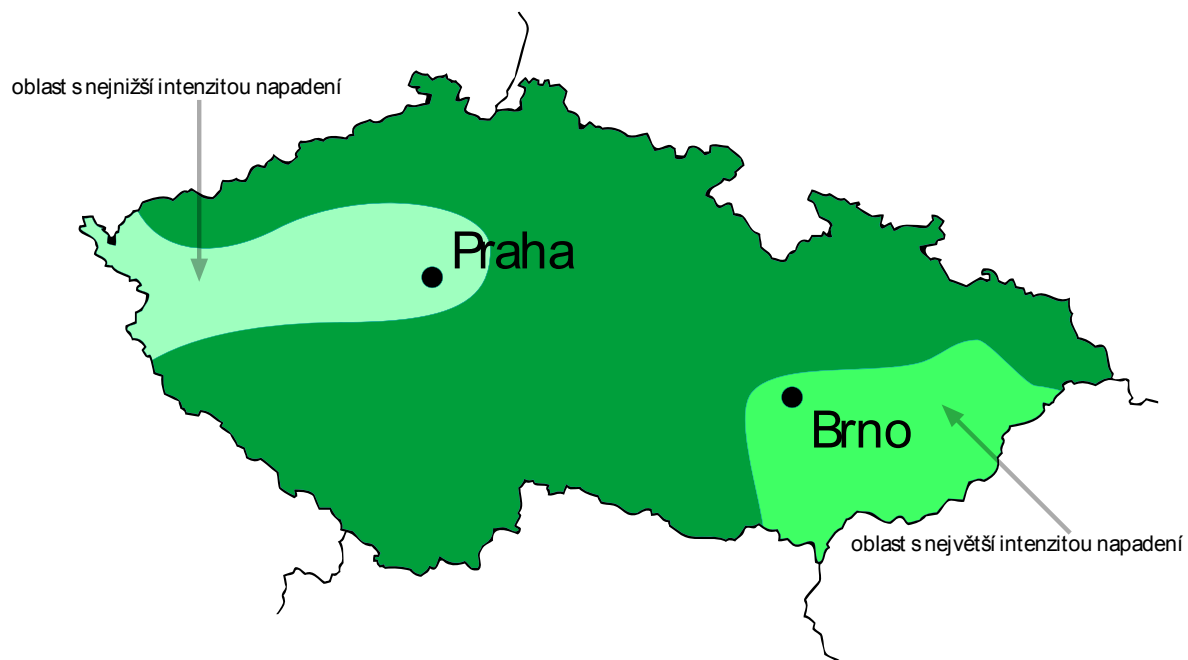 oblast s nejnižší intenzitou napadení
Praha
Brno
oblast s největší intenzitou napadení